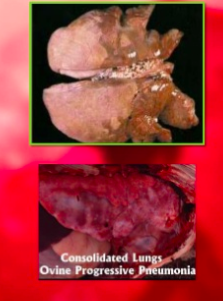 Consolidated Lungs
Ovine Progressive Pneumonia